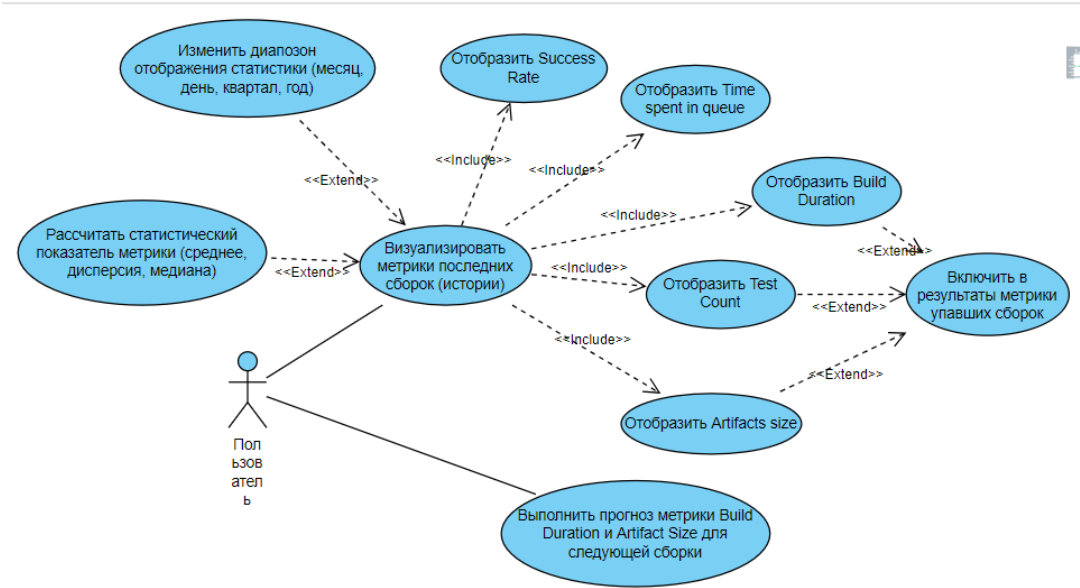 Изменить диапозон
отображения статистики (месяц,
день, квартал, год)
Отобразить Success
Rate
Отобразить Time
spent in queue
<<Include>>
<<Include>>
<<Extend>>
Отобразить Build
Duration
<<Include>>
Рассчитать статистический
показатель метрики (среднее,
дисперсия, медиана)
<<Extend>>
Визуализировать
метрики последних
сборок (истории)
<<Include>>
Отобразить Test
Count
<<Extend>>
<<Extend>>
Включить в
результаты метрики
упавших сборок
<<Include>>
<<Extend>>
Отобразить Artifacts size
Пол
ьзов
ател
ь
Выполнить прогноз метрики Build
Duration и Artifact Size для
следующей сборки